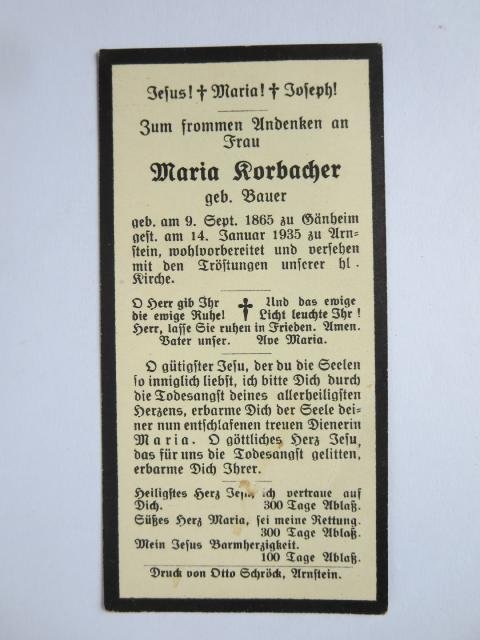 Jesus! † Maria! † Joseph!
Zum frommen Andenken an
Frau
Maria Korbacher
geb. Bauer
geb. am 9. Sept. 1865 zu Gänheim
gest. am 14. Januar 1935 zu Arn-
stein, wohlvorbereitet und versehen
mit den Tröstungen unserer hl.
Kirche.
O Herr gib Ihr † Und das ewige
die ewige Ruhe! Licht leuchte Ihr!
Herr, lasse Sie ruhen in Frieden. Amen.
Vater unser. Ave Maria.
O gütigster Jesu, der du die Seelen
so inniglich liebst, ich bitte Dich durch
die Todesangst deines allerheiligsten
Herzens, erbarme Dich der Seele dei-
ner nun entschlafenen treuen Dienerin
Maria. O göttliches Herz Jesu,
das für uns die Todesangst gelitten,
erbarme Dich Ihrer.
Heiligstes Herz Jesu, ich vertraue auf
Dich. 300 Tage Ablaß.
Süßes Herz Maria, sei meine Rettung.
300 Tage Ablaß.
Mein Jesus Barmherzigkeit.
100 Tage Ablaß.
Druck von Otto Schröck, Arnstein.